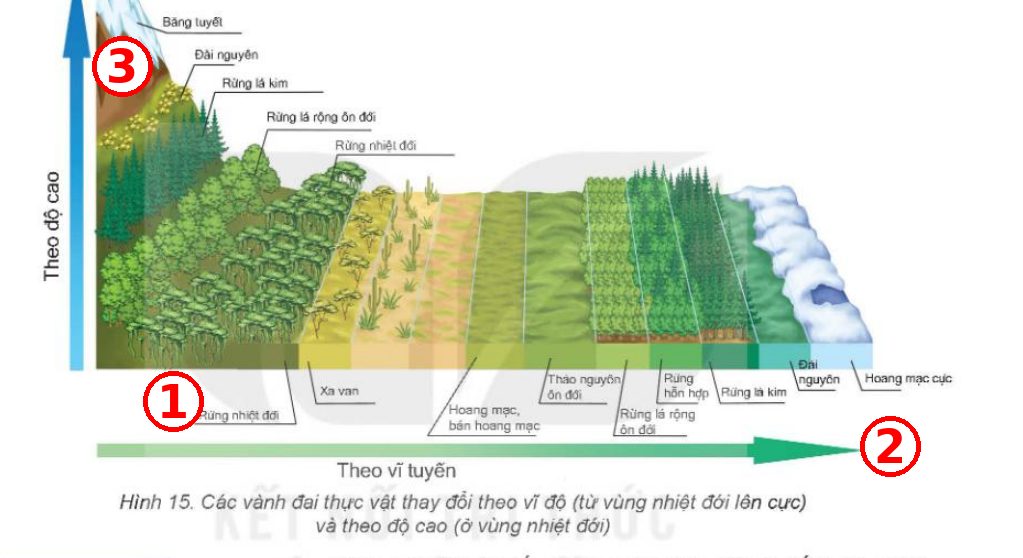 Băng tuyết
Đài nguyên
Rừng lá kim
Rừng lá rộng ôn đới
Rừng nhiệt đới
Theo độ cao
3
1
Rừng nhiệt đới
Xa van
Hoang mạc,
bán hoang mạc
Thảo nguyên
ôn đới
Rừng lá rộng
ôn đới
Rừng
hỗn hợp
Rừng lá kim
Đài
nguyên
Hoang mạc cực
2
Theo vĩ tuyến
Hình 15. Các vành đai thực vật thay đổi theo vĩ độ (từ vùng nhiệt đới lên cực)
và theo độ cao (ở vùng nhiệt đới)
KẾT NỐI TRI THỨC